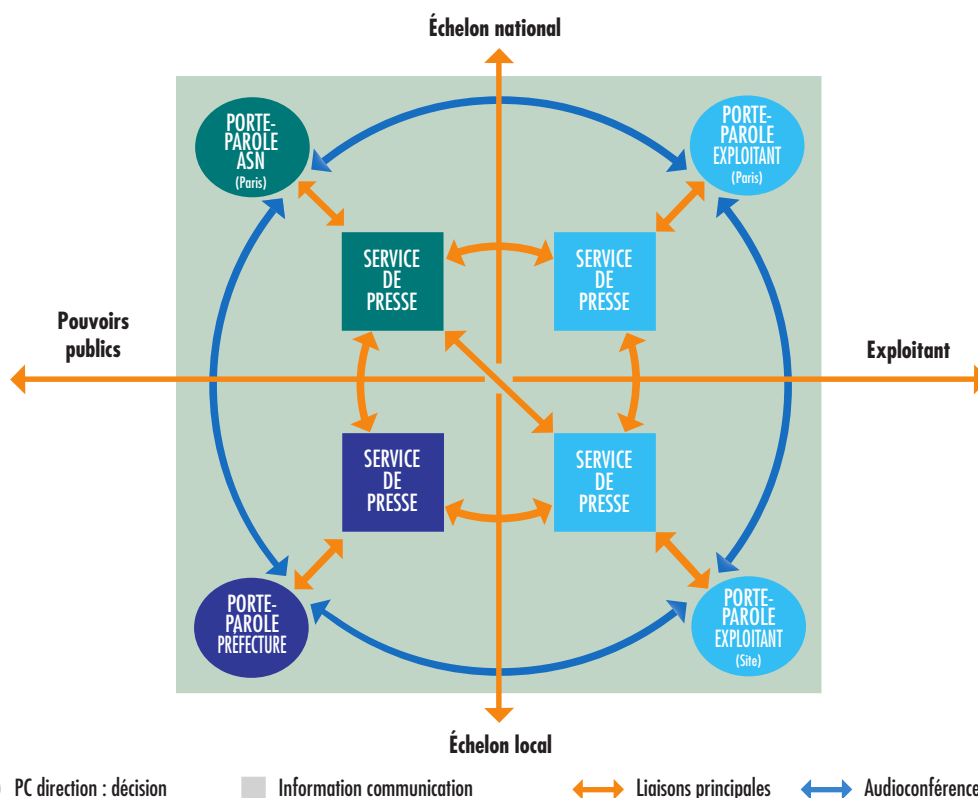 Échelon national
PORTE-
PAROLE
ASN
(Paris)
PORTE-
PAROLE
EXPLOITANT
(Paris)
SERVICE
DE
PRESSE
SERVICE
DE
PRESSE
Pouvoirs
publics
Exploitant
SERVICE
DE
PRESSE
SERVICE
DE
PRESSE
PORTE-
PAROLE
PRÉFECTURE
PORTE-
PAROLE
EXPLOITANT
(Site)
Échelon local
PC direction : décision
Information communication
Liaisons principales
Audioconférence